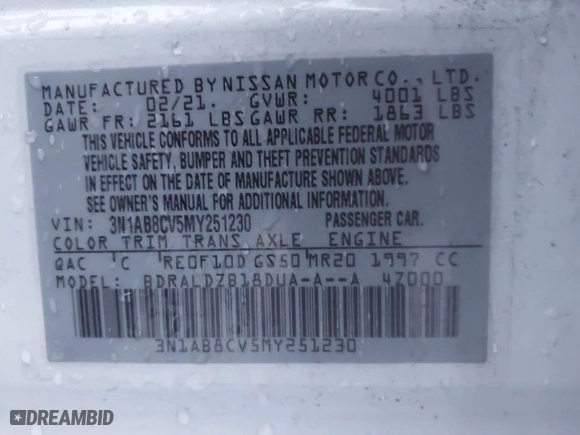 MANUFACTURED BY NISSAN MOTOR CO., LTD.
DATE: 02/21. GVWR: 4001 LBS
GAWR FR: 2161 LBS GAWR RR: 1863 LBS
THIS VEHICLE CONFORMS TO ALL APPLICABLE FEDERAL MOTOR
VEHICLE SAFETY, BUMPER AND THEFT PREVENTION STANDARDS
IN EFFECT ON THE DATE OF MANUFACTURE SHOWN ABOVE.
SEE OWNER'S MANUAL FOR ADDITIONAL INFORMATION.
VIN: 3N1AB8CV5MY251230 PASSENGER CAR.
COLOR TRIM TRANS AXLE ENGINE
QAC C RE0F10D GS50 MR20 1997 CC
MODEL: BDRALDZB18DUA-A--A 4Z000
3N1AB8CV5MY251230
DREAMBID